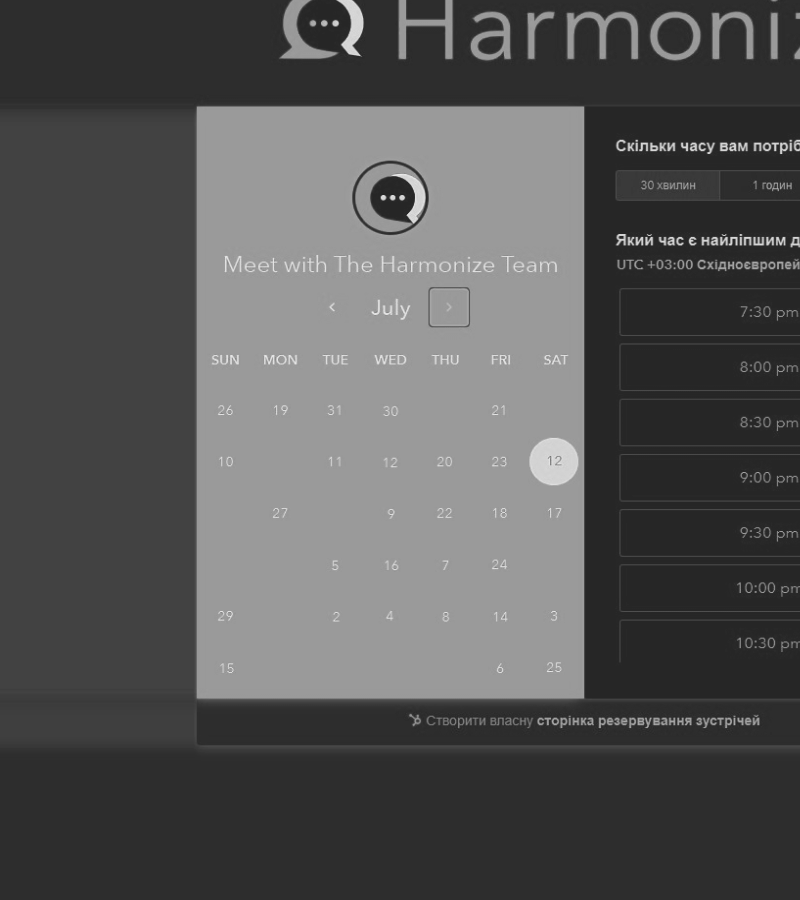 Harmoniz
Meet with The Harmonize Team
July
SUN MON TUE WED THU FRI SAT
26 19 31 30 21
10 11 12 20 23 12
27 9 22 18 17
5 16 7 24
29 2 4 8 14 3
15 6 25
Скільки часу вам потріб
30 хвилин 1 годин
Який час є найліпшим д
UTC +03:00 Східноєвропей
7:30 pm
8:00 pm
8:30 pm
9:00 pm
9:30 pm
10:00 pm
10:30 pm
Створити власну сторінка резервування зустрічей